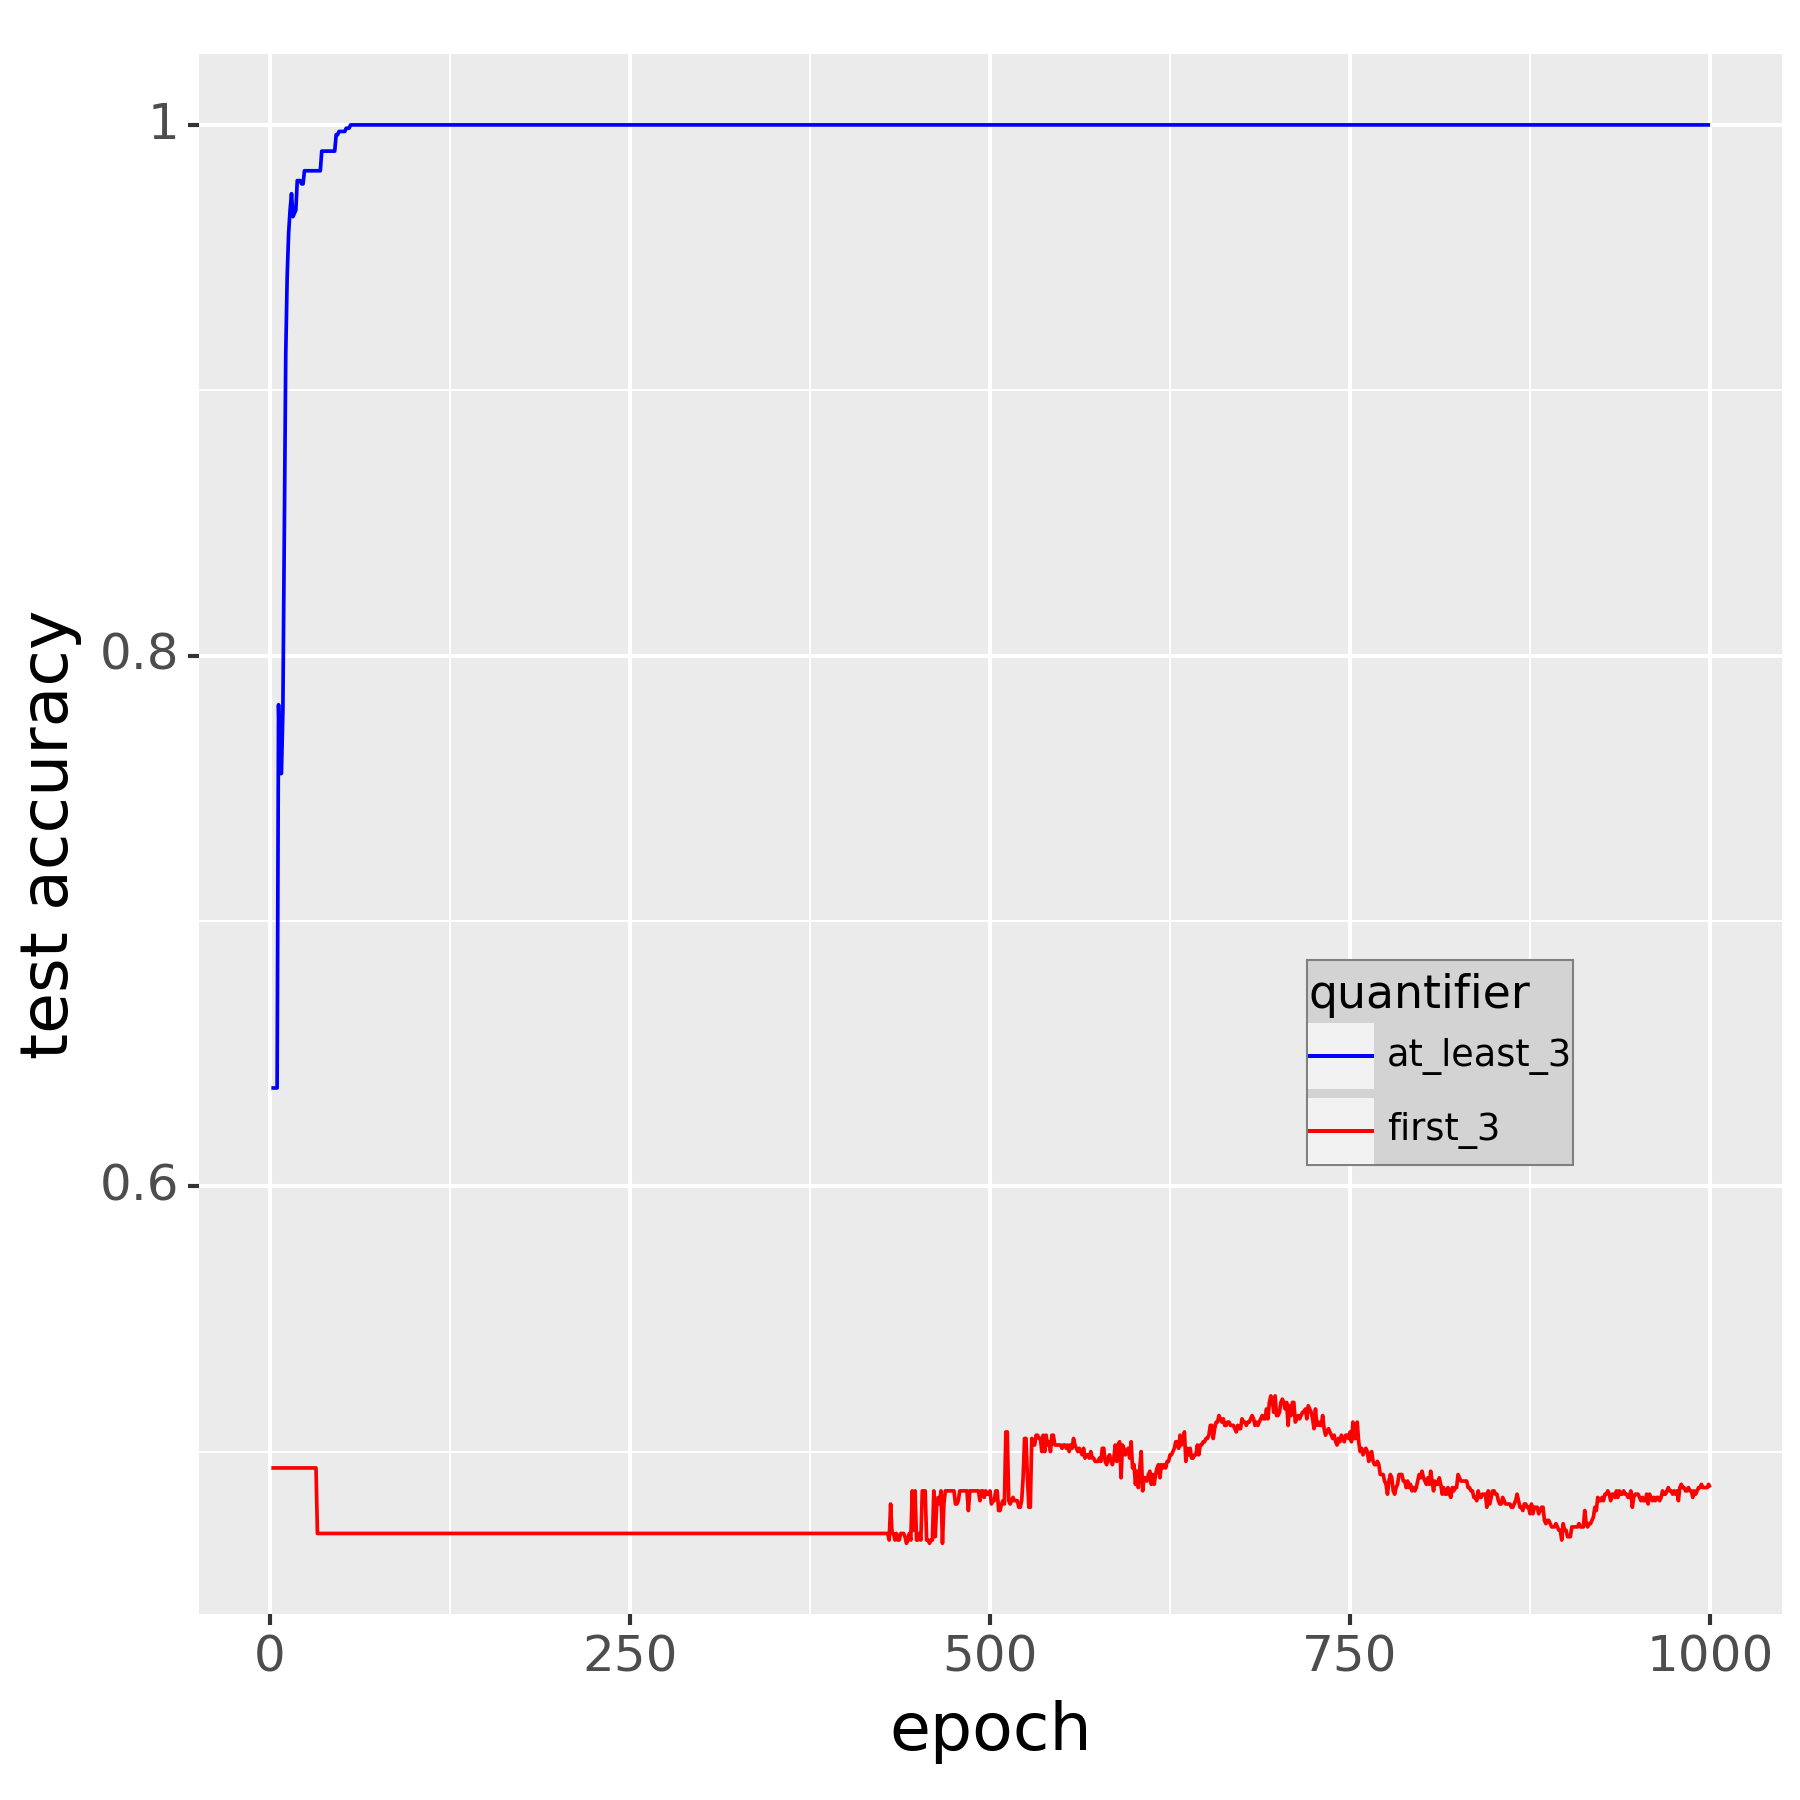 1
0.8
0.6
test accuracy
quantifier
at_least_3
first_3
0 250 500 750 1000
epoch